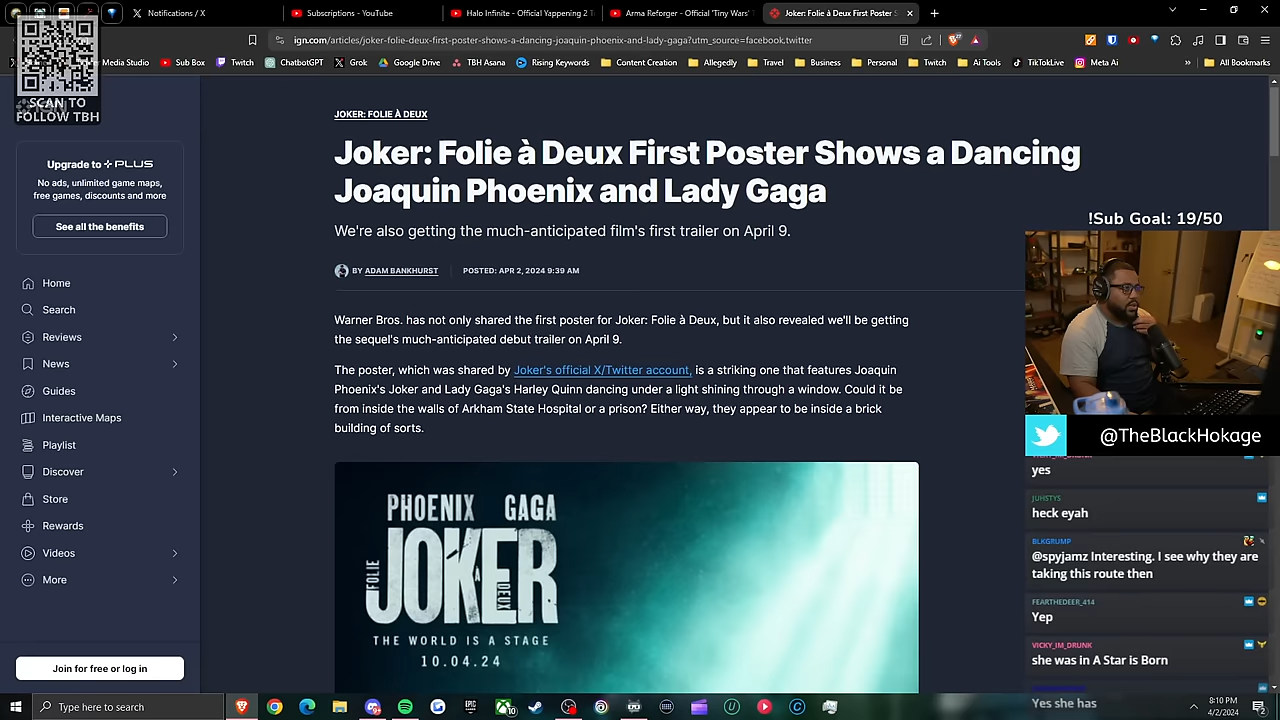 Notifications / X
Subscriptions - YouTube
Halo Infinite - Official Yappening 2 T
Arma Reforger - Official 'Tiny Wars'
Joker: Folie à Deux First Poster S
ign.com/articles/joker-folie-deux-first-poster-shows-a-dancing-joaquin-phoenix-and-lady-gaga?utm_source=facebook,twitter
Media Studio
Sub Box
Twitch
ChatbotGPT
Grok
Google Drive
TBH Asana
Rising Keywords
Content Creation
Allegedly
Travel
Business
Personal
Twitch
Ai Tools
TikTokLive
Meta Ai
All Bookmarks
SCAN TO
FOLLOW TBH
Upgrade to PLUS
No ads, unlimited game maps,
free games, discounts and more
See all the benefits
Home
Search
Reviews
News
Guides
Interactive Maps
Playlist
Discover
Store
Rewards
Videos
More
Join for free or log in
JOKER: FOLIE À DEUX
Joker: Folie à Deux First Poster Shows a Dancing
Joaquin Phoenix and Lady Gaga
We're also getting the much-anticipated film's first trailer on April 9.
BY ADAM BANKHURST
POSTED: APR 2, 2024 9:39 AM
Warner Bros. has not only shared the first poster for Joker: Folie à Deux, but it also revealed we'll be getting
the sequel's much-anticipated debut trailer on April 9.
The poster, which was shared by Joker's official X/Twitter account, is a striking one that features Joaquin
Phoenix's Joker and Lady Gaga's Harley Quinn dancing under a light shining through a window. Could it be
from inside the walls of Arkham State Hospital or a prison? Either way, they appear to be inside a brick
building of sorts.
PHOENIX GAGA
FOLIE
JOKER
À
DEUX
THE WORLD IS A STAGE
10.04.24
!Sub Goal: 19/50
@TheBlackHokage
VICKY_IM_DRUNK
yes
JUHSTYS
heck eyah
BLKGRUMP
@spyjamz Interesting. I see why they are
taking this route then
FEARTHEDEER_414
Yep
VICKY_IM_DRUNK
she was in A Star is Born
Yes she has
Type here to search
8:10 PM
4/2/2024